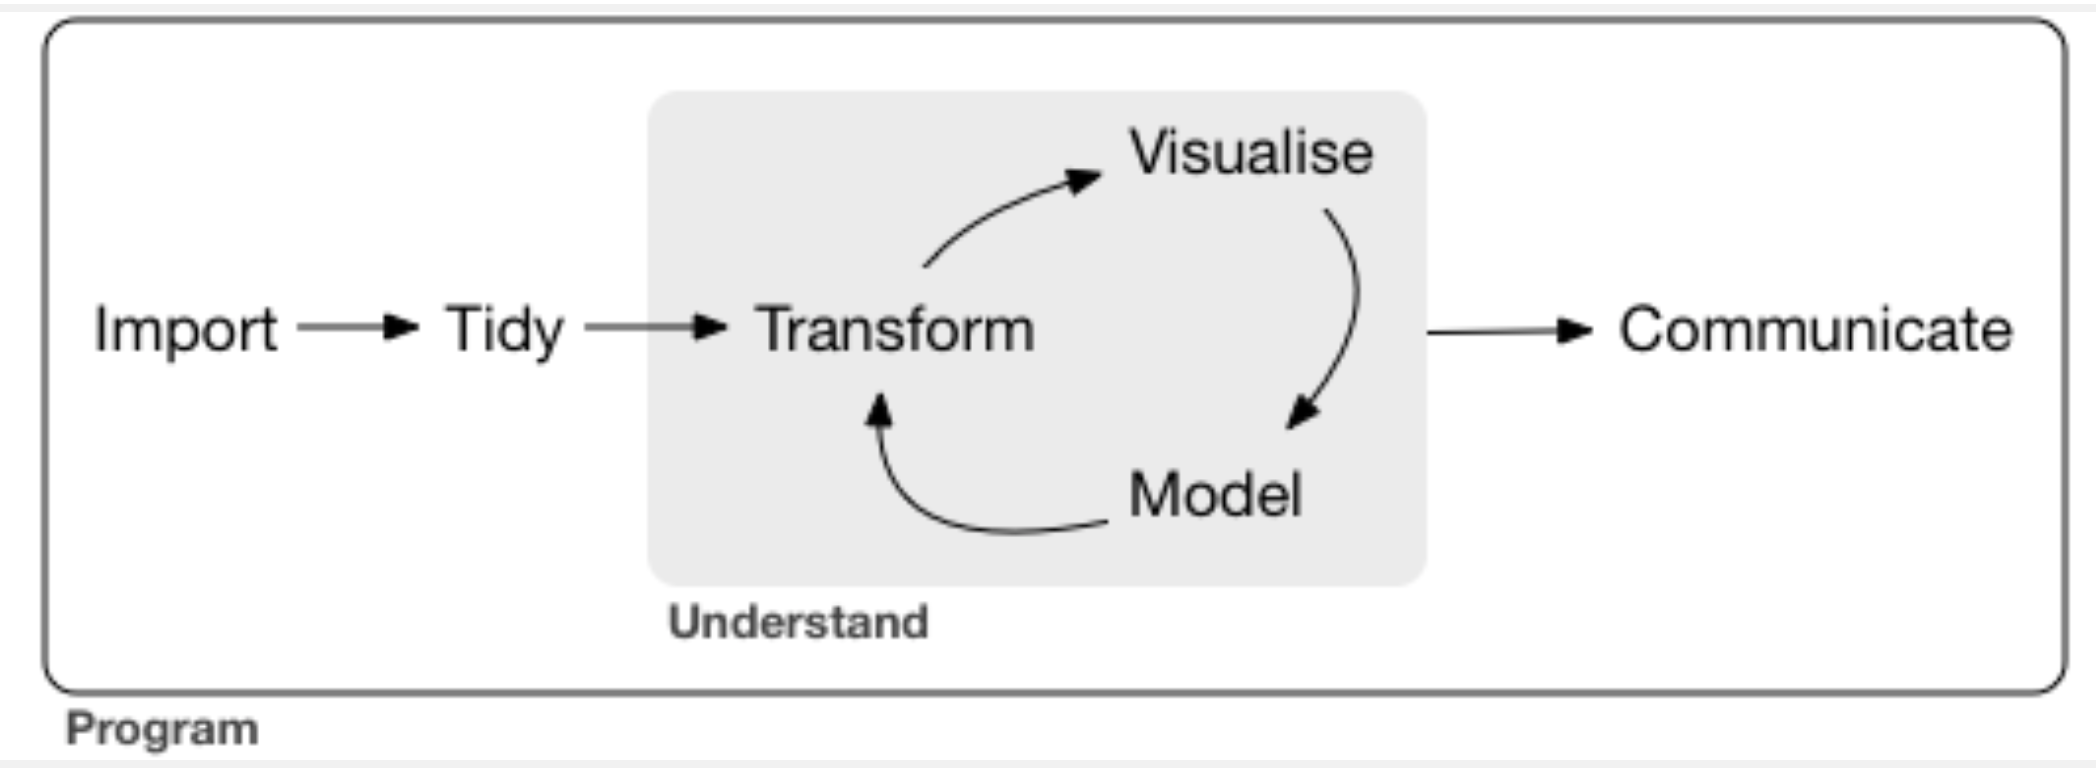 Visualise
Import Tidy Transform Communicate
Model
Understand
Program